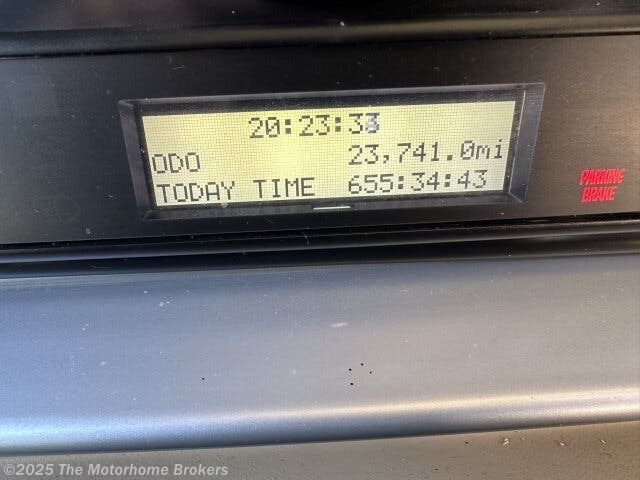 20:23:33
ODO 23,741.0mi
TODAY TIME 655:34:43
PARKING
BRAKE
©2025 The Motorhome Brokers